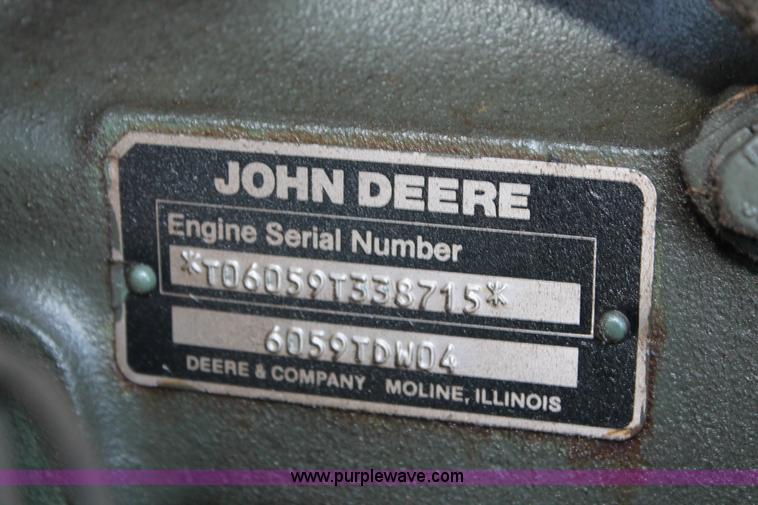 JOHN DEERE
Engine Serial Number
*T06059T338715*
6059TDW04
DEERE & COMPANY MOLINE, ILLINOIS
www.purplewave.com